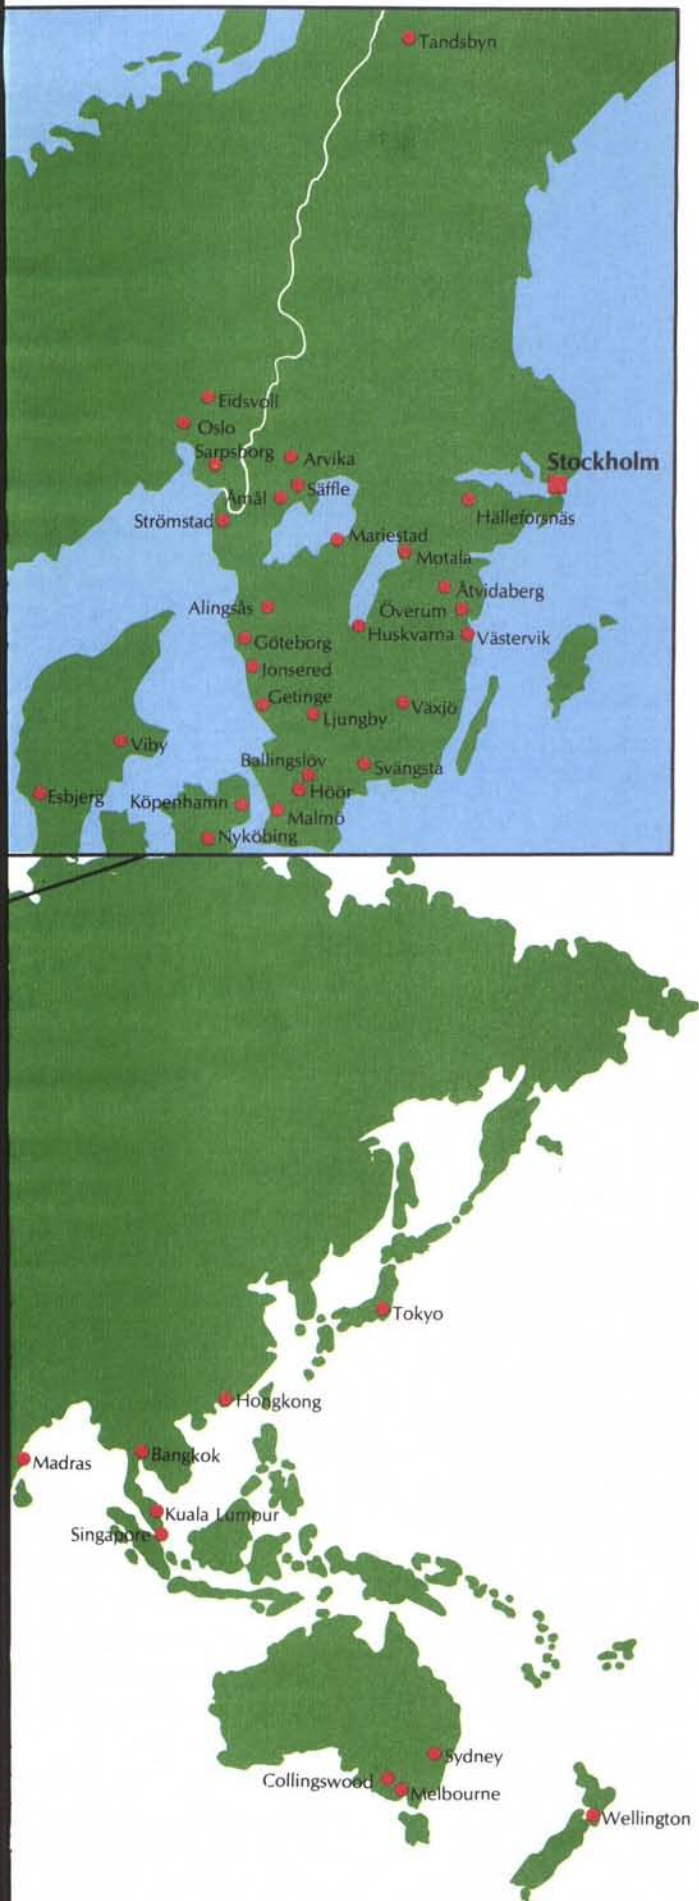 Tandsbyn
Eidsvoll
Oslo
Sarpsborg
Arvika
Stockholm
Säffle
Åmål
Hälleforsnäs
Strömstad
Mariestad
Motala
Åtvidaberg
Alingsås
Överum
Huskvarna
Västervik
Göteborg
Jonsered
Getinge
Växjö
Ljungby
Viby
Ballingslöv
Svängsta
Esbjerg
Köpenhamn
Höör
Malmö
Nyköbing
Tokyo
Hongkong
Bangkok
Madras
Kuala Lumpur
Singapore
Sydney
Collingswood
Melbourne
Wellington